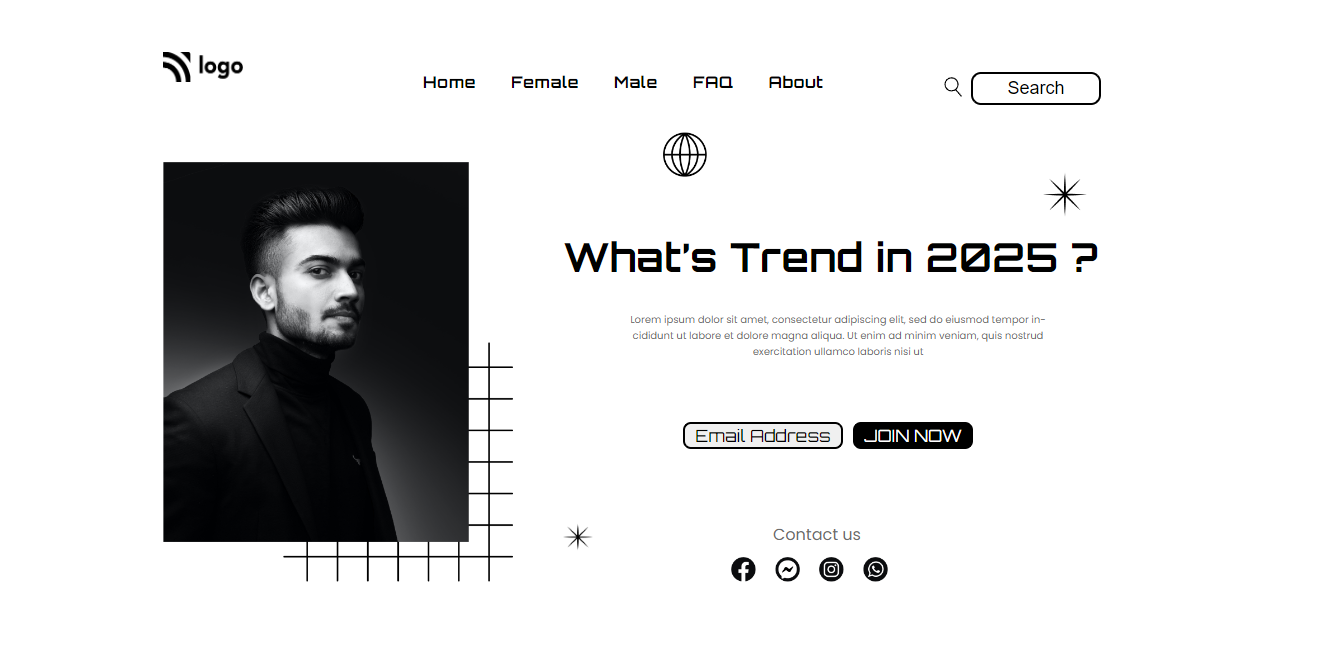 logo
Home Female Male FAQ About
Search
What's Trend in 2025 ?
Lorem ipsum dolor sit amet, consectetur adipiscing elit, sed do eiusmod tempor in-
cididunt ut labore et dolore magna aliqua. Ut enim ad minim veniam, quis nostrud
exercitation ullamco laboris nisi ut
Email Address JOIN NOW
Contact us